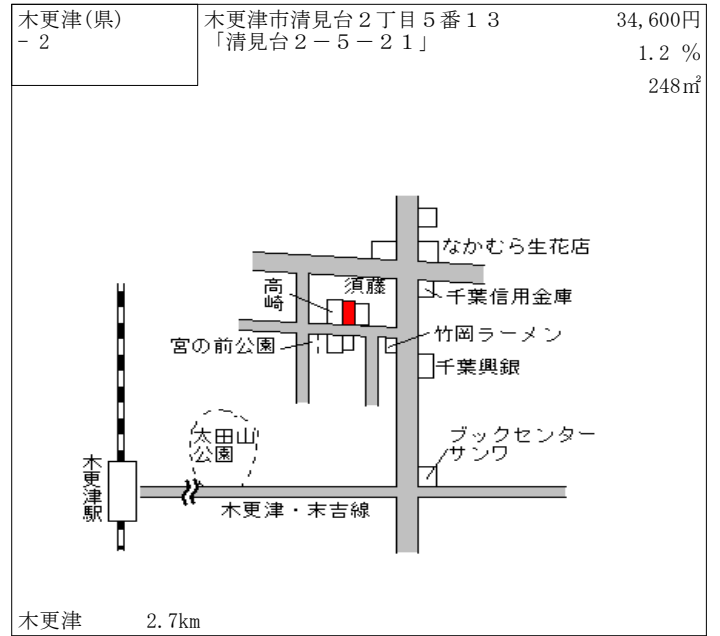 木更津(県)
- 2
木更津市清見台２丁目５番１３
「清見台２－５－２１」
34,600円
1.2 %
248㎡
なかむら生花店
高崎
須藤
千葉信用金庫
宮の前公園
竹岡ラーメン
千葉興銀
太田山
公園
ブックセンター
サンワ
木更津駅
木更津・末吉線
木更津 2.7km